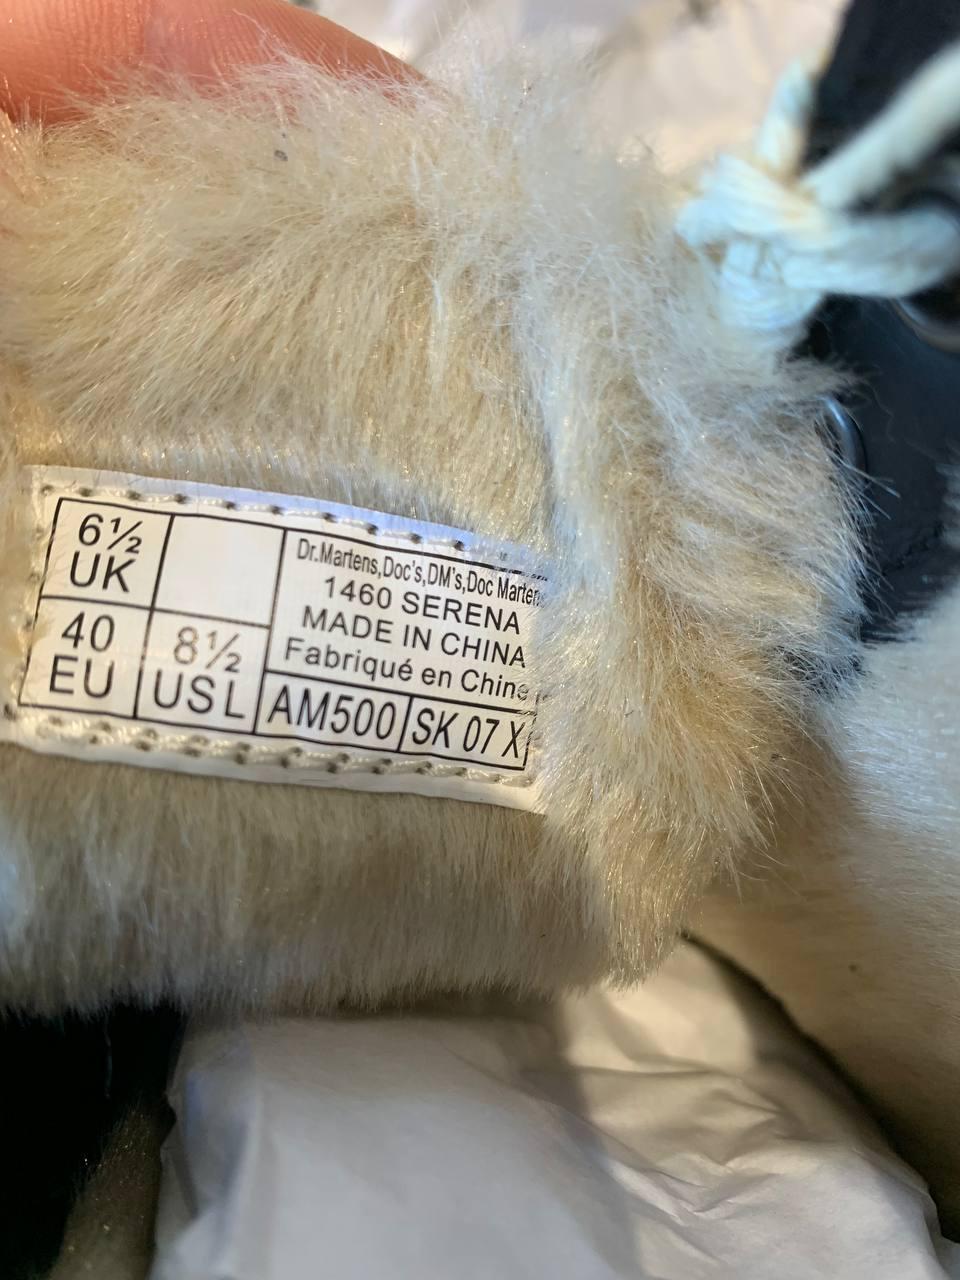 6½
UK
40
EU
8½
US L
Dr.Martens,Doc's,DM's,Doc Marten
1460 SERENA
MADE IN CHINA
Fabriqué en Chine
AM500
SK 07 X